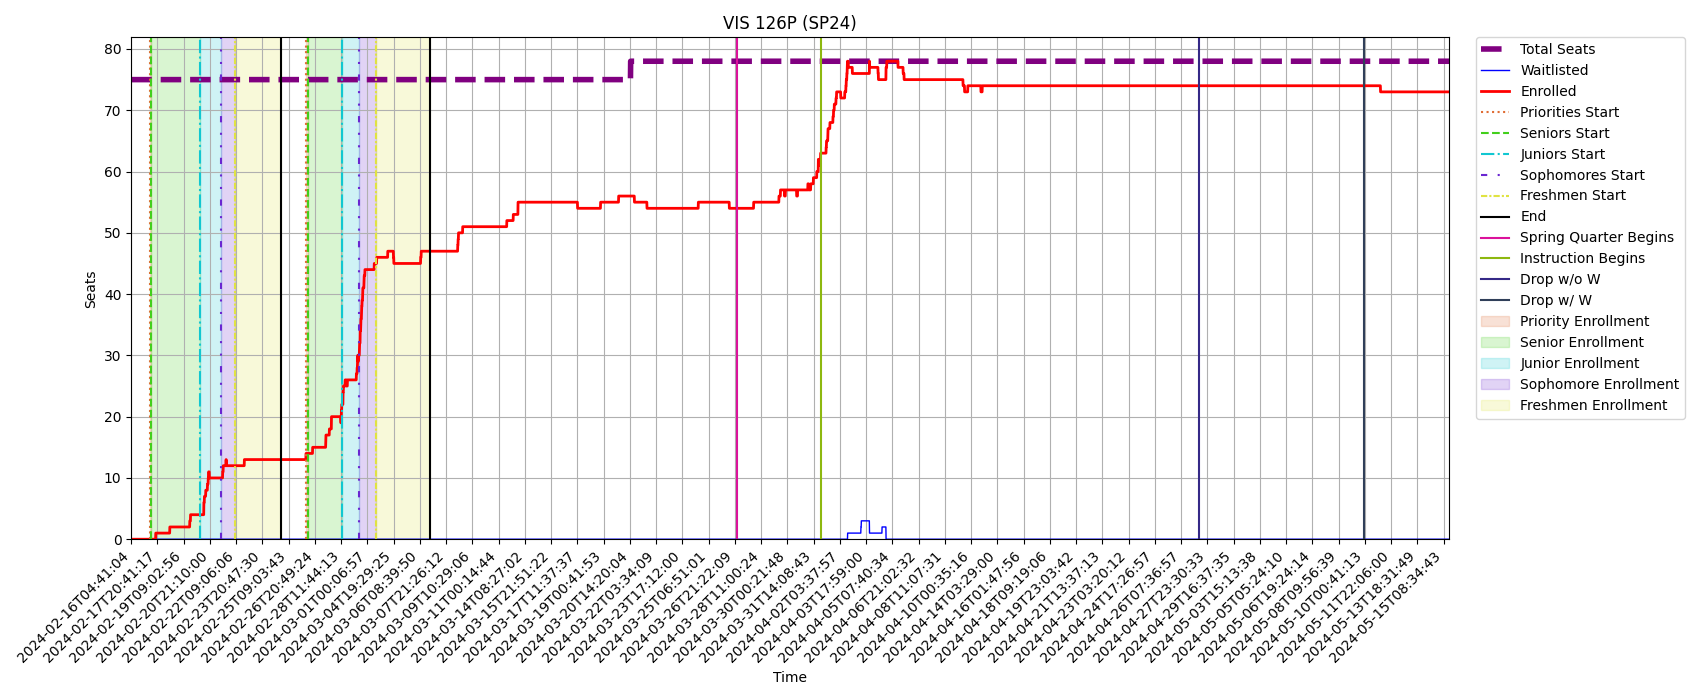 VIS 126P (SP24)
80
70
60
50
40
30
20
10
0
Seats
2024-02-16T04:41:04
2024-02-17T20:41:17
2024-02-19T09:02:56
2024-02-20T21:10:00
2024-02-22T09:06:06
2024-02-23T20:47:30
2024-02-25T09:03:43
2024-02-26T20:49:24
2024-02-28T11:44:13
2024-03-01T00:06:57
2024-03-04T19:29:25
2024-03-06T08:39:50
2024-03-07T21:26:12
2024-03-09T10:29:06
2024-03-11T00:14:44
2024-03-14T08:27:02
2024-03-15T21:51:22
2024-03-17T11:37:37
2024-03-19T00:41:53
2024-03-20T14:20:04
2024-03-22T03:34:09
2024-03-23T17:12:00
2024-03-25T06:51:01
2024-03-26T21:22:09
2024-03-28T11:00:24
2024-03-30T00:21:48
2024-03-31T14:08:43
2024-04-02T03:37:57
2024-04-03T17:59:00
2024-04-05T07:40:34
2024-04-06T21:02:32
2024-04-08T11:07:31
2024-04-10T00:35:16
2024-04-14T03:29:00
2024-04-16T01:47:56
2024-04-18T09:19:06
2024-04-19T23:03:42
2024-04-21T13:37:13
2024-04-23T03:20:12
2024-04-24T17:26:57
2024-04-26T07:36:57
2024-04-27T23:30:33
2024-04-29T16:37:35
2024-05-03T15:13:38
2024-05-05T05:24:10
2024-05-06T19:24:14
2024-05-08T09:56:39
2024-05-10T00:41:13
2024-05-11T22:06:00
2024-05-13T18:31:49
2024-05-15T08:34:43
Time
Total Seats
Waitlisted
Enrolled
Priorities Start
Seniors Start
Juniors Start
Sophomores Start
Freshmen Start
End
Spring Quarter Begins
Instruction Begins
Drop w/o W
Drop w/ W
Priority Enrollment
Senior Enrollment
Junior Enrollment
Sophomore Enrollment
Freshmen Enrollment